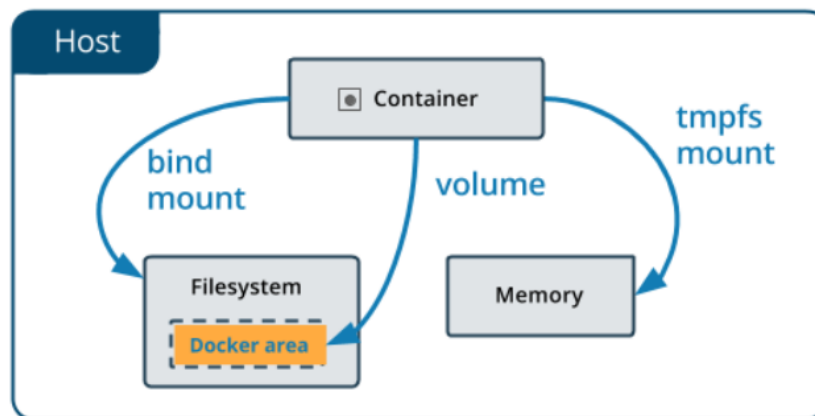 Host
Container
bind
mount
volume
tmpfs
mount
Filesystem
Docker area
Memory